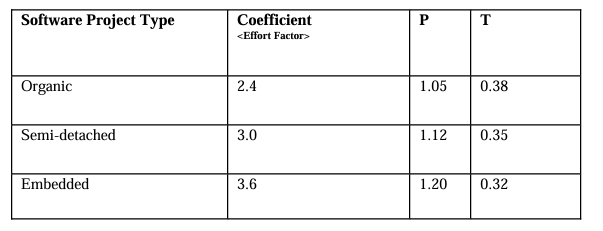 Software Project Type Coefficient P T
<Effort Factor>
Organic 2.4 1.05 0.38
Semi-detached 3.0 1.12 0.35
Embedded 3.6 1.20 0.32